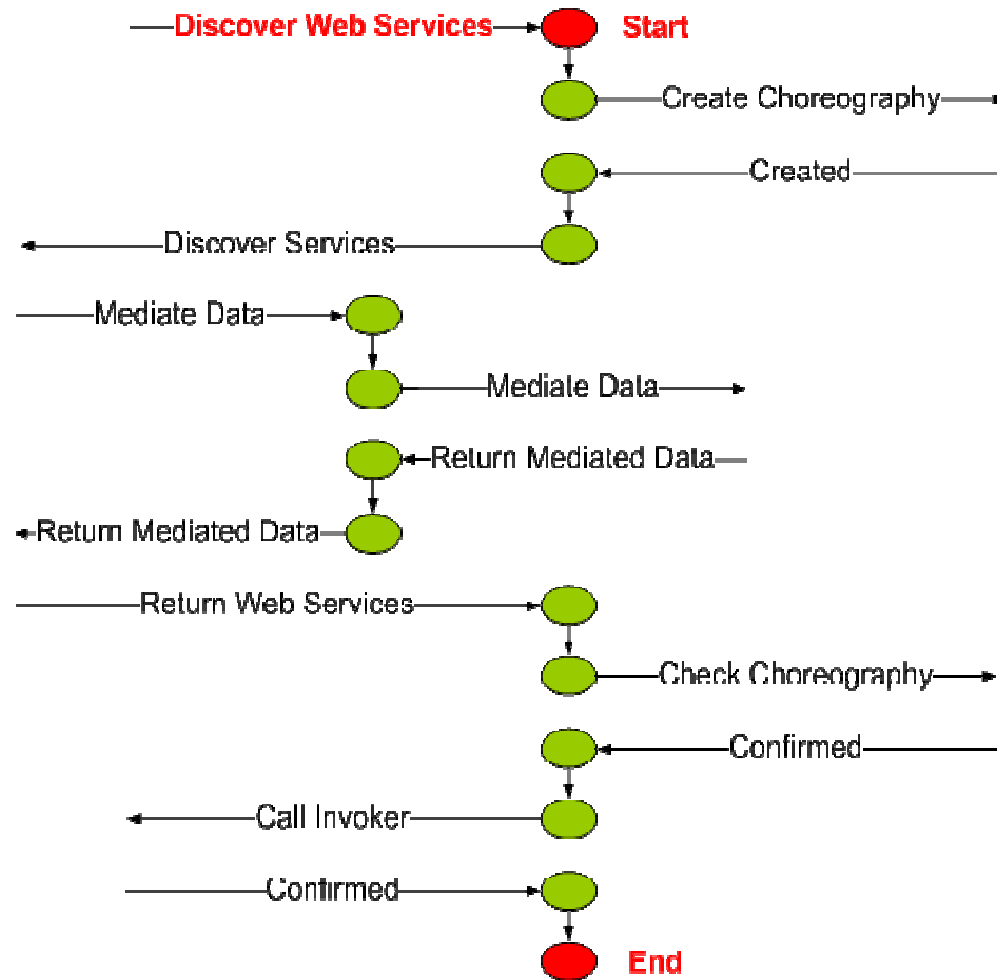 Discover Web Services Start
Create Choreography
Created
Discover Services
Mediate Data
Mediate Data
Return Mediated Data
Return Mediated Data
Return Web Services
Check Choreography
Confirmed
Call Invoker
Confirmed
End